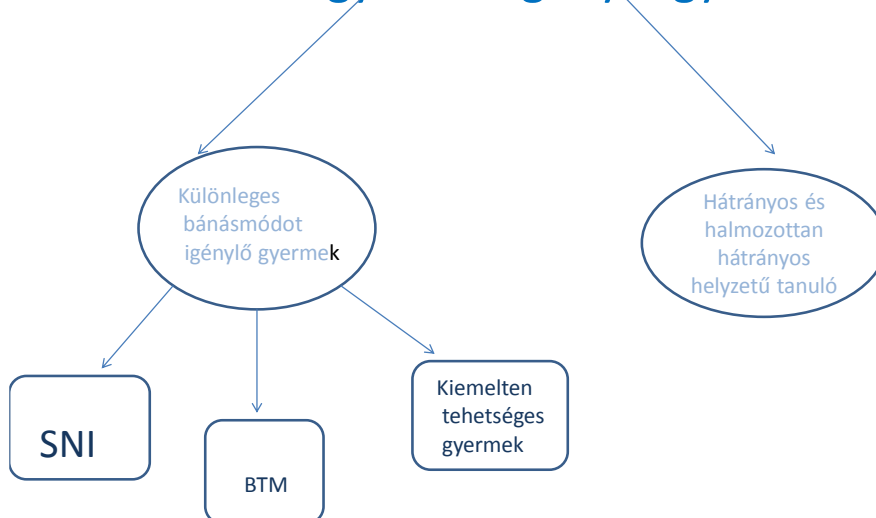 Különleges
bánásmódot
igénylő gyermek
Hátrányos és
halmozottan
hátrányos
helyzetű tanuló
SNI
BTM
Kiemelten
tehetséges
gyermek